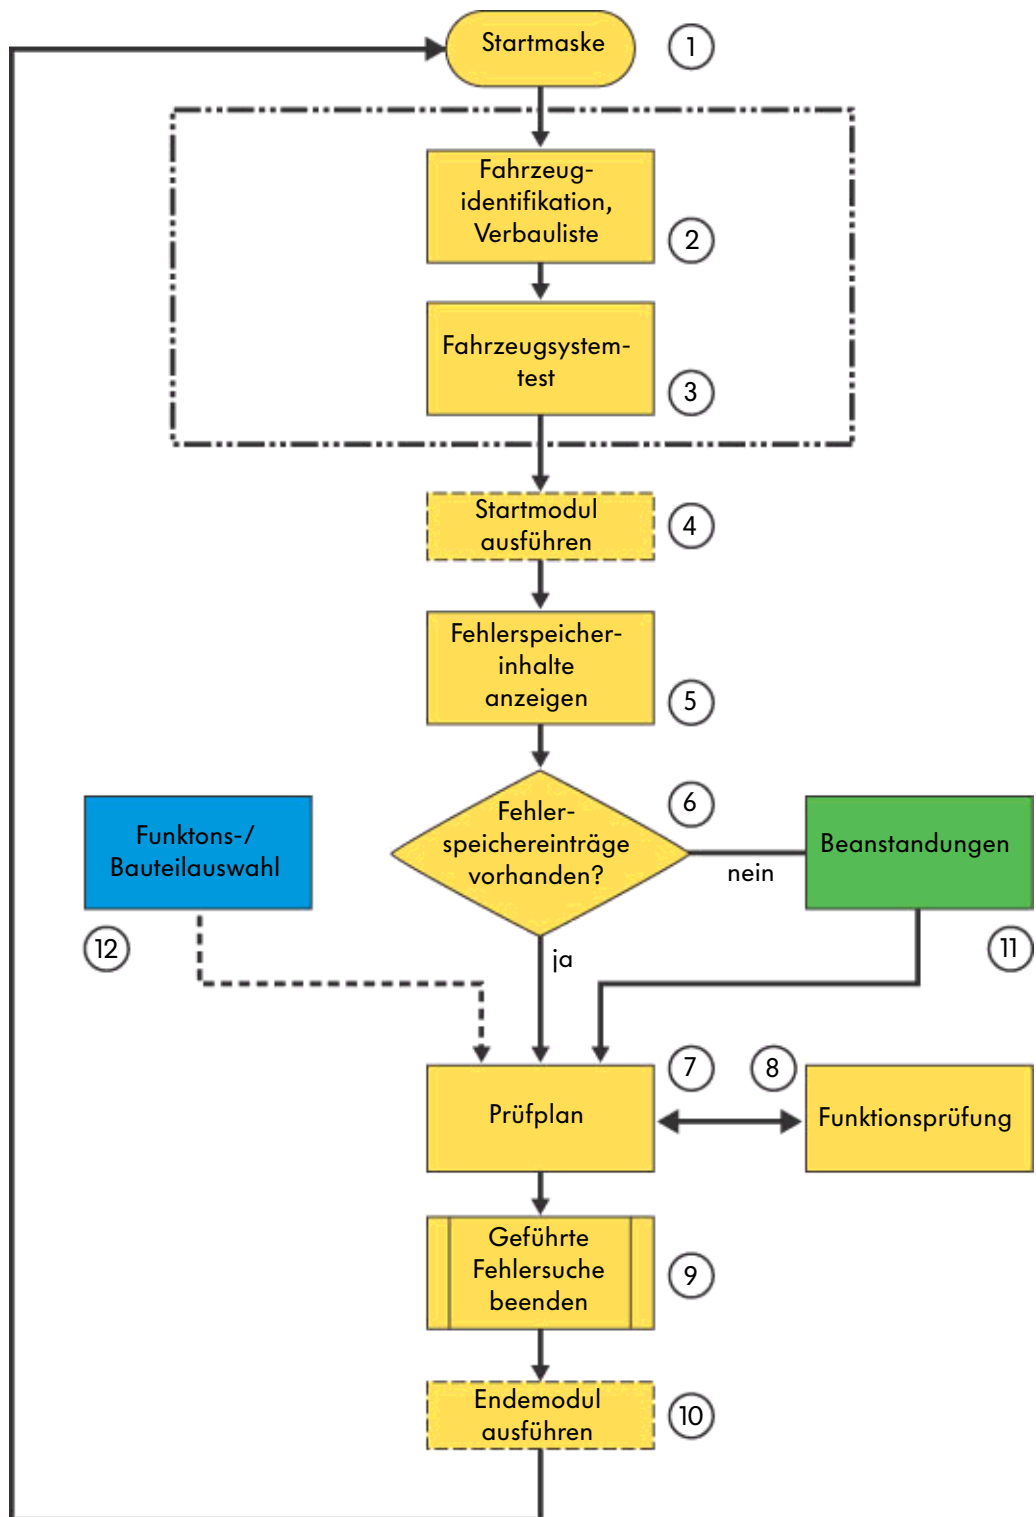 Startmaske
1
Fahrzeug-
identifikation,
Verbauliste
2
Fahrzeugsystem-
test
3
Startmodul
ausführen
4
Fehlerspeicher-
inhalte
anzeigen
5
Fehler-
speichereinträge
vorhanden?
6
nein
Beanstandungen
11
Funktons-/
Bauteilauswahl
12
ja
Prüfplan
7
8
Funktionsprüfung
Geführte
Fehlersuche
beenden
9
Endemodul
ausführen
10